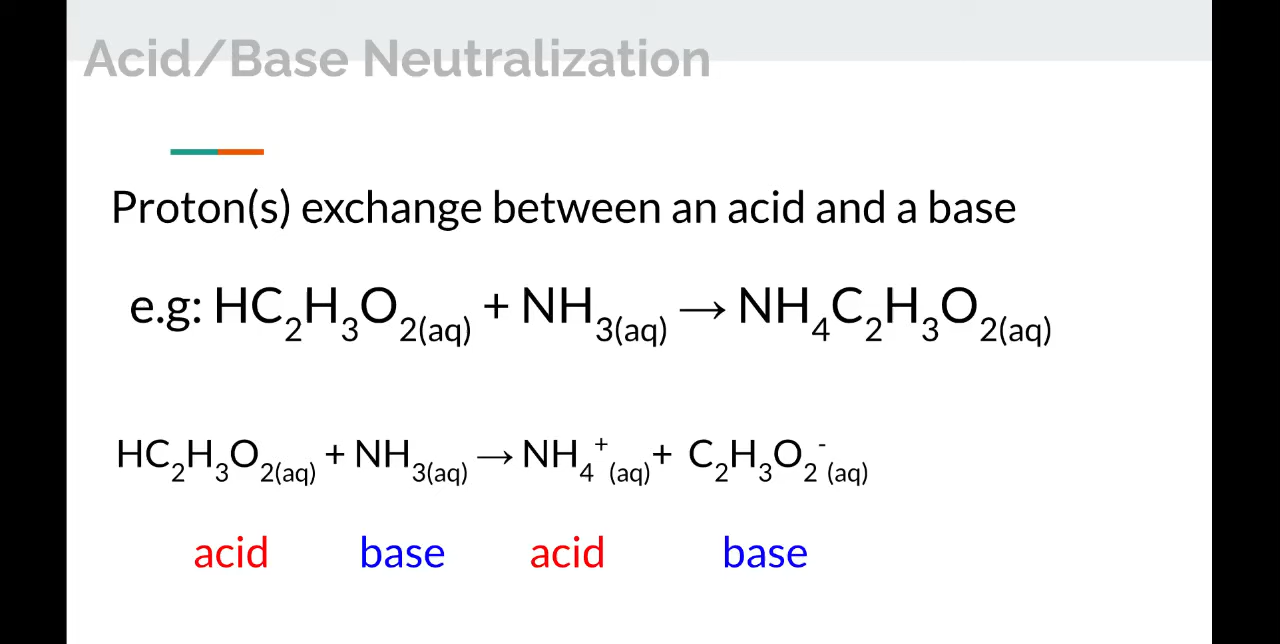 Acid/Base Neutralization
Proton(s) exchange between an acid and a base
e.g: HC₂H₃O₂(aq) + NH₃(aq) → NH₄C₂H₃O₂(aq)
HC₂H₃O₂(aq) + NH₃(aq) → NH₄⁺(aq) + C₂H₃O₂⁻(aq)
acid base acid base